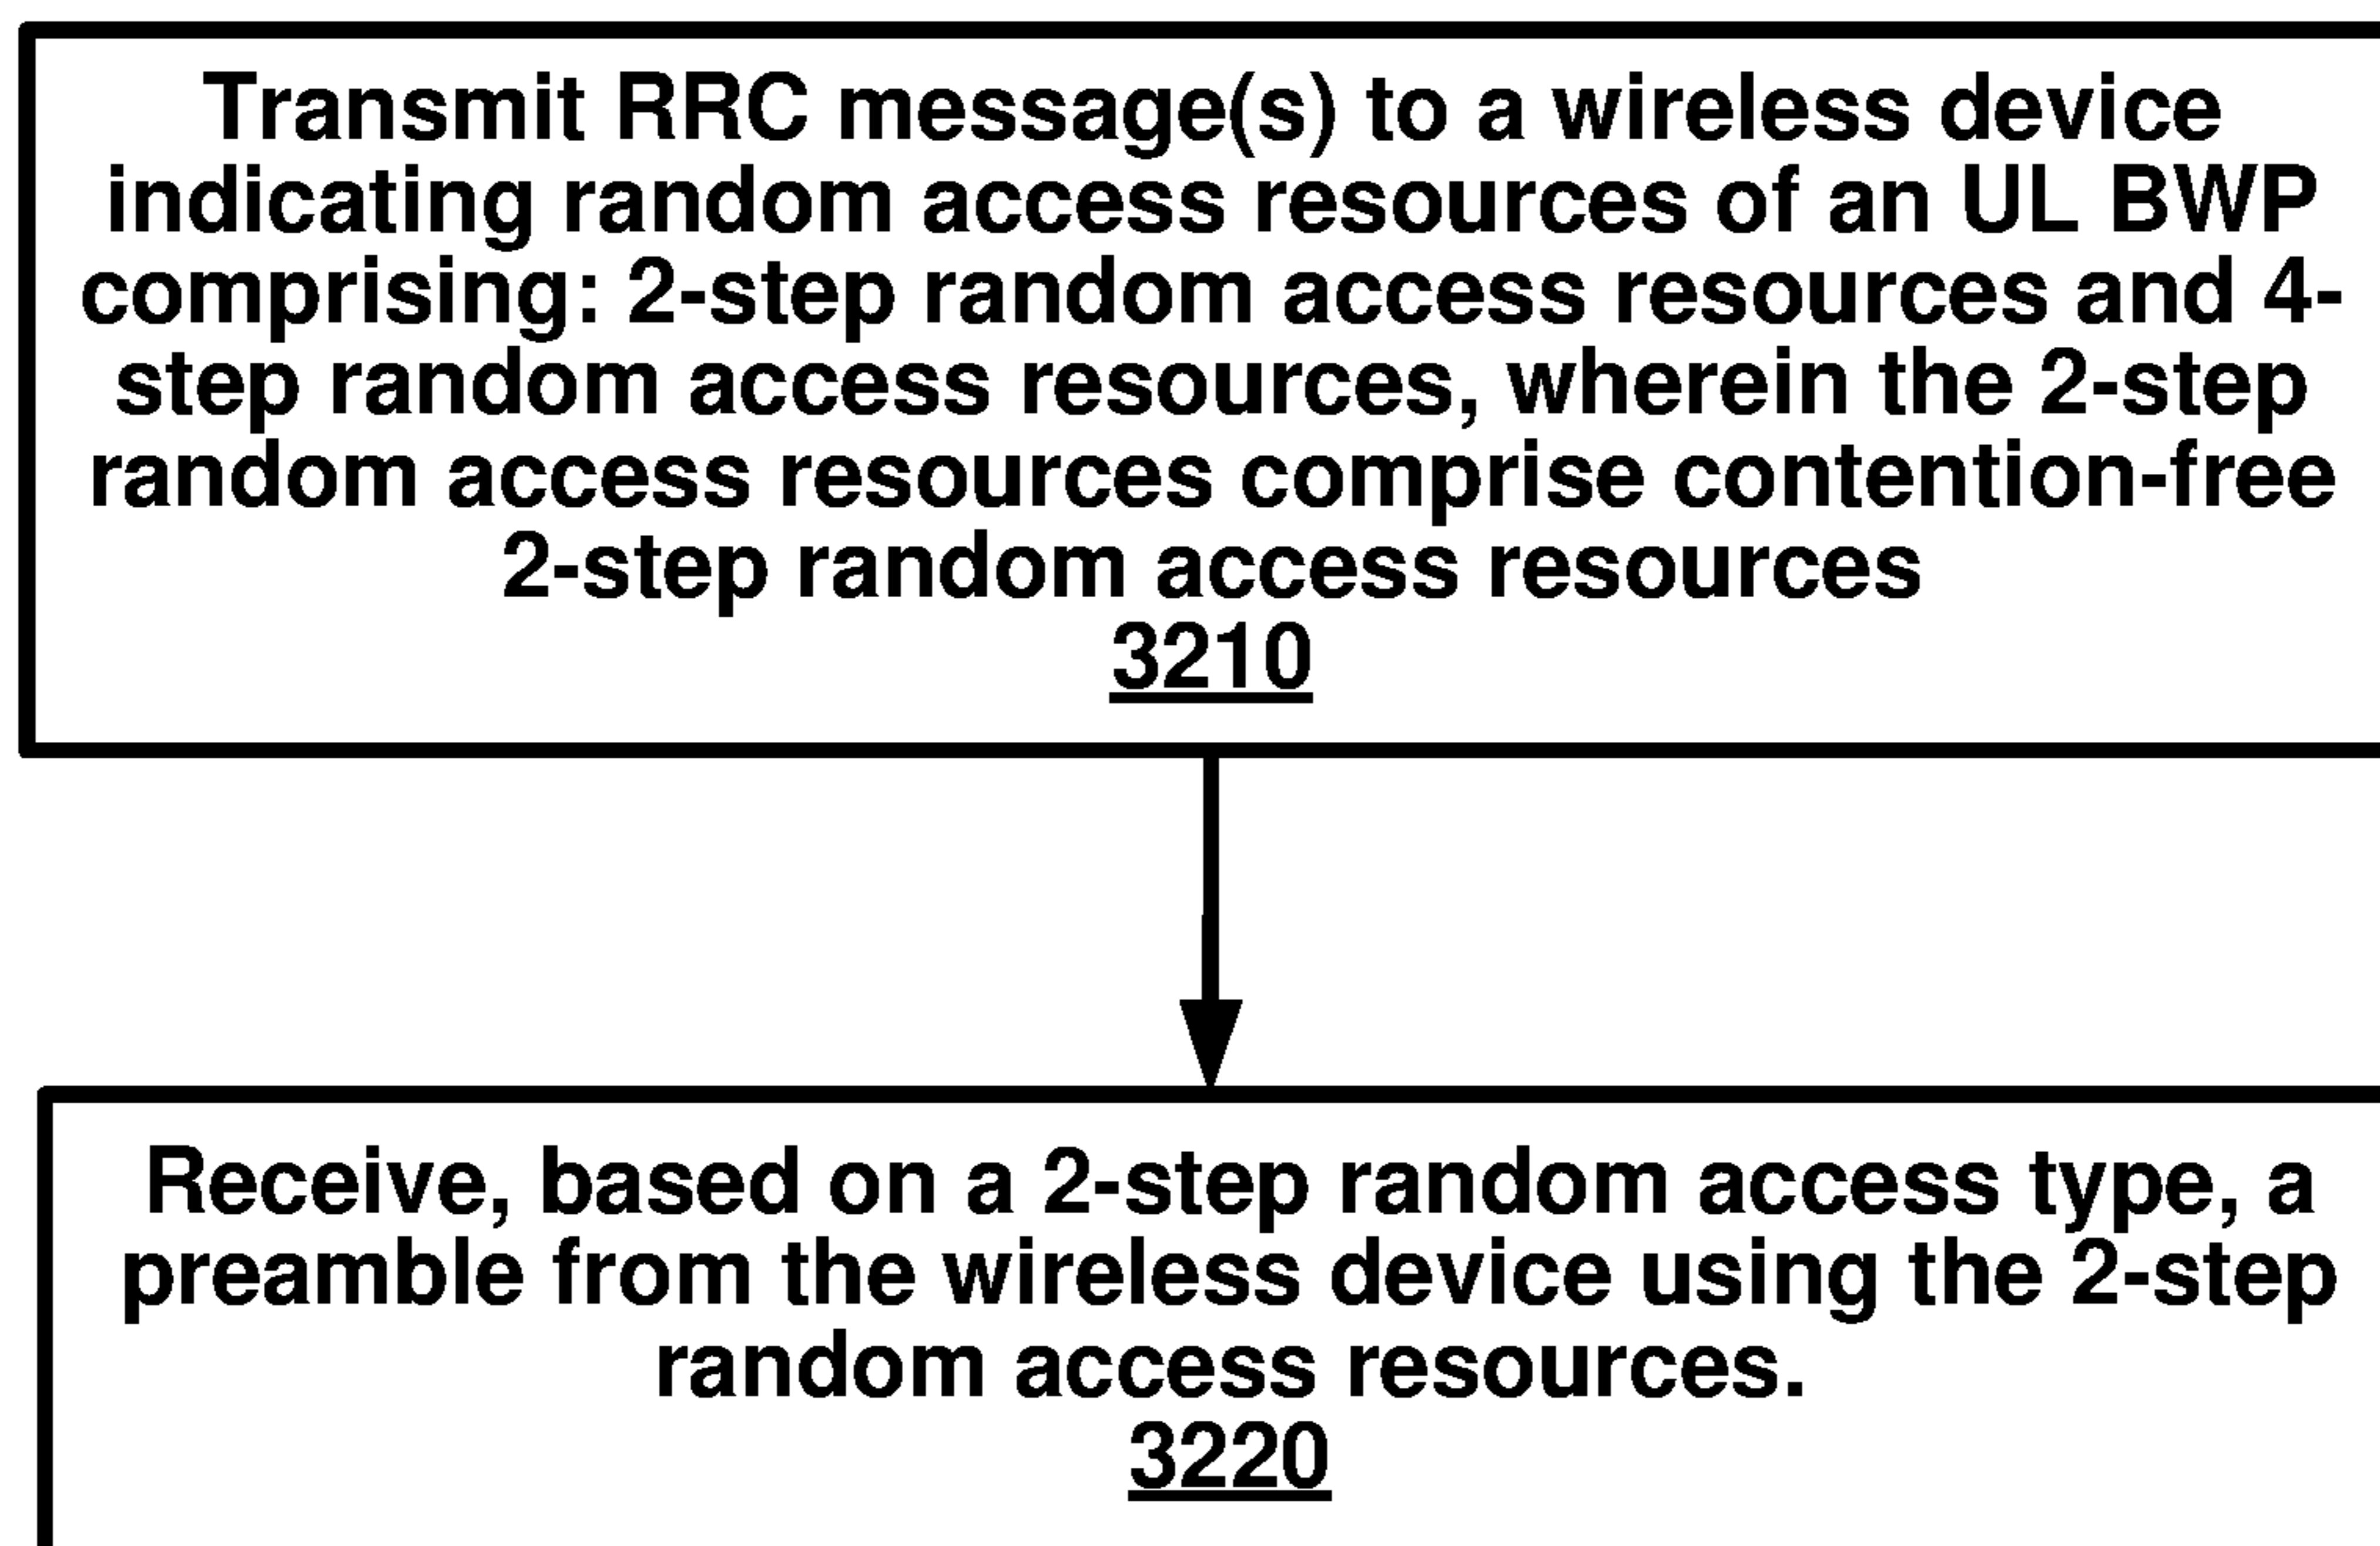 Transmit RRC message(s) to a wireless device
indicating random access resources of an UL BWP
comprising: 2-step random access resources and 4-
step random access resources, wherein the 2-step
random access resources comprise contention-free
2-step random access resources
3210
Receive, based on a 2-step random access type, a
preamble from the wireless device using the 2-step
random access resources.
3220